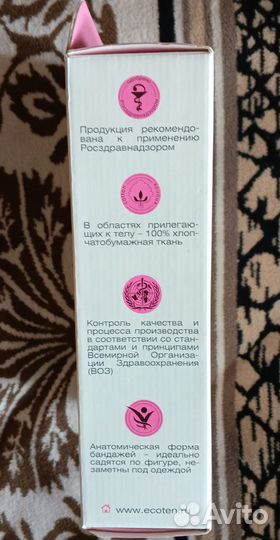 Продукция рекомендо-
вана к применению
Росздравнадзором
В областях прилегаю-
щих к телу – 100% хлоп-
чатобумажная ткань
Контроль качества и
процесса производства
в соответствии со стан-
дартами и принципами
Всемирной Организа-
ции Здравоохранения
(ВОЗ)
Анатомическая форма
бандажей – идеально
садятся по фигуре, не-
заметны под одеждой
www.ecoten.ru
Avito